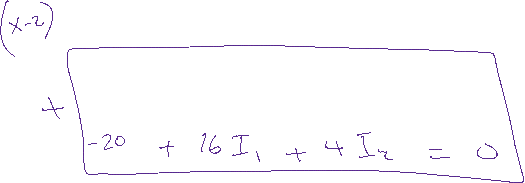 (x-2)
+
-20 + 16 I₁ + 4 I₂ = 0